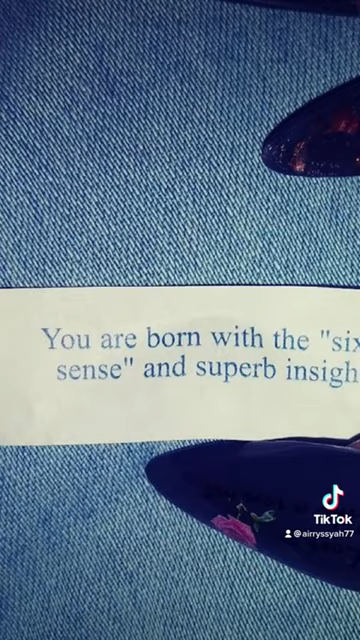 You are born with the "six
sense" and superb insigh
TikTok
@airryssyah77